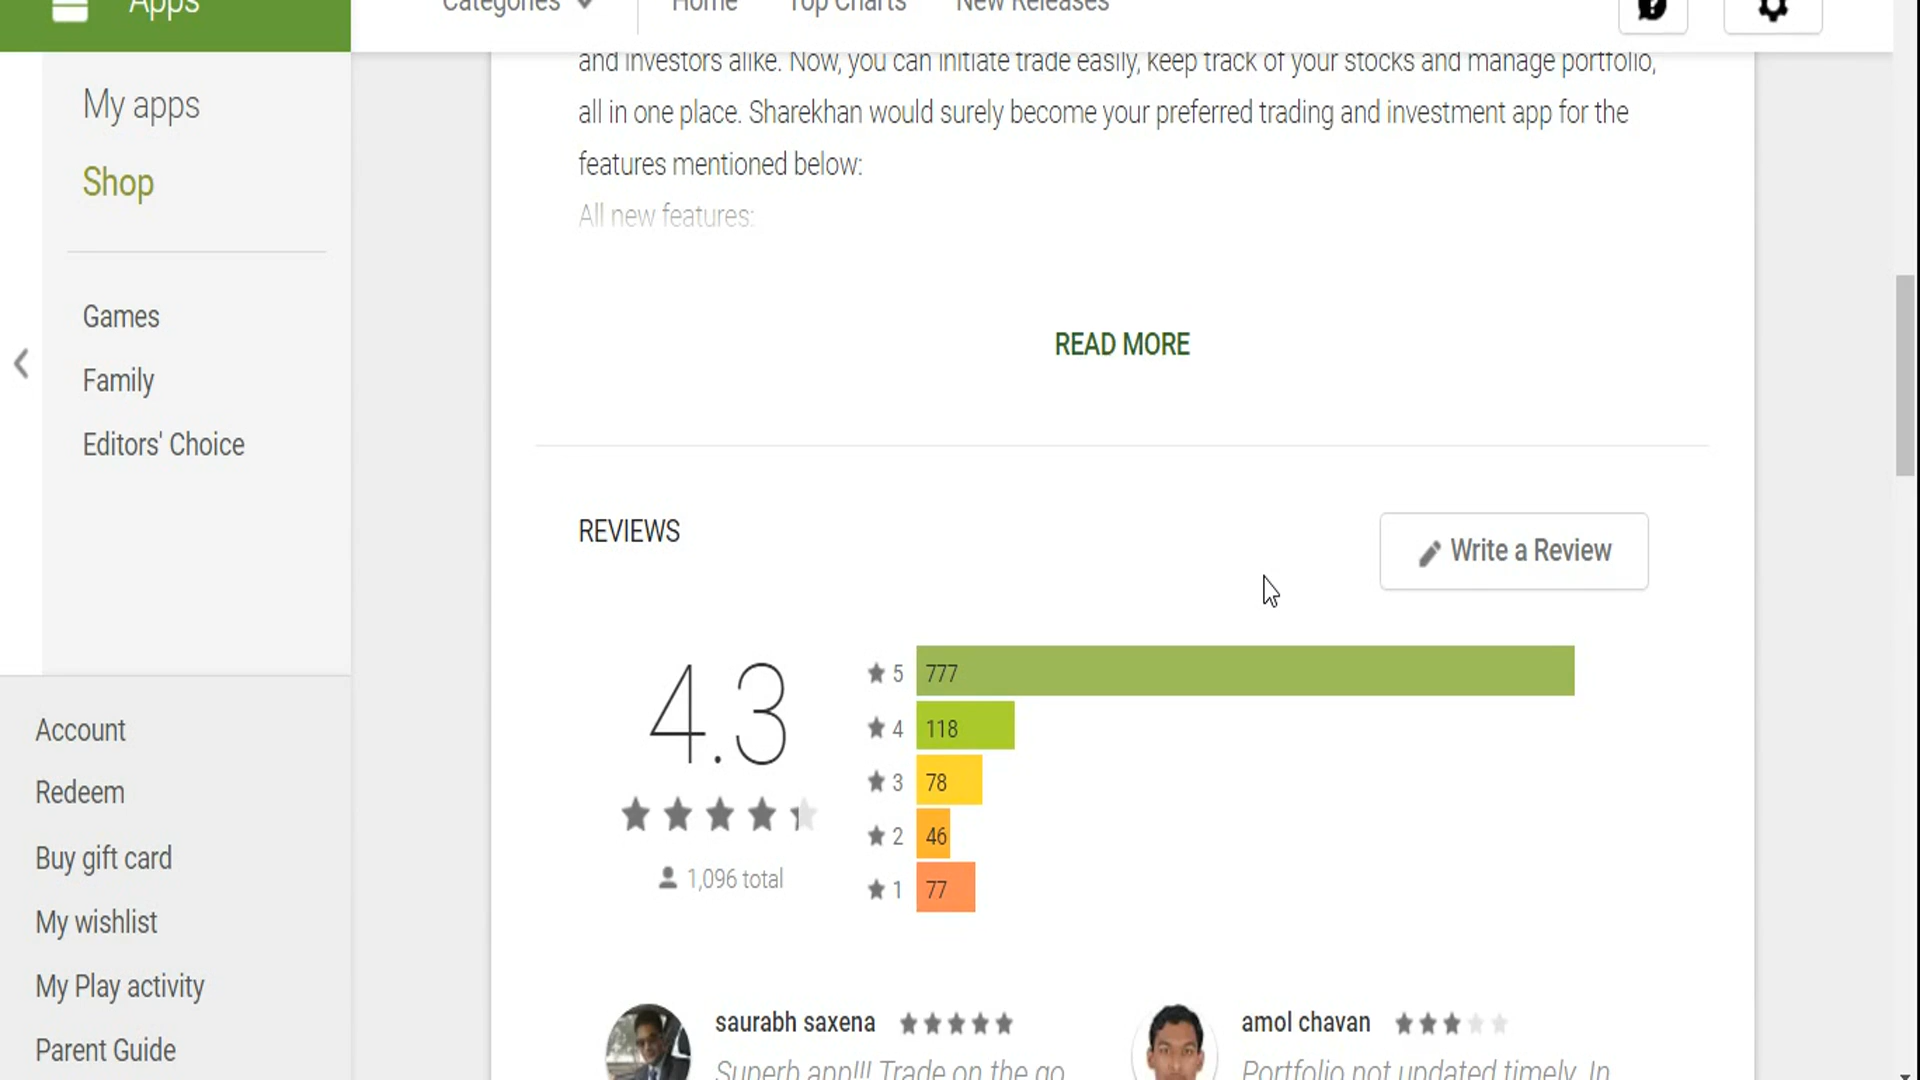 Apps
Categories
Home
Top Charts
New Releases
My apps
Shop
Games
Family
Editors' Choice
Account
Redeem
Buy gift card
My wishlist
My Play activity
Parent Guide
and investors alike. Now, you can initiate trade easily, keep track of your stocks and manage portfolio,
all in one place. Sharekhan would surely become your preferred trading and investment app for the
features mentioned below:
All new features:
READ MORE
REVIEWS
Write a Review
4.3
1,096 total
5 777
4 118
3 78
2 46
1 77
saurabh saxena
Superb app!!! Trade on the go
amol chavan
Portfolio not updated timely. In